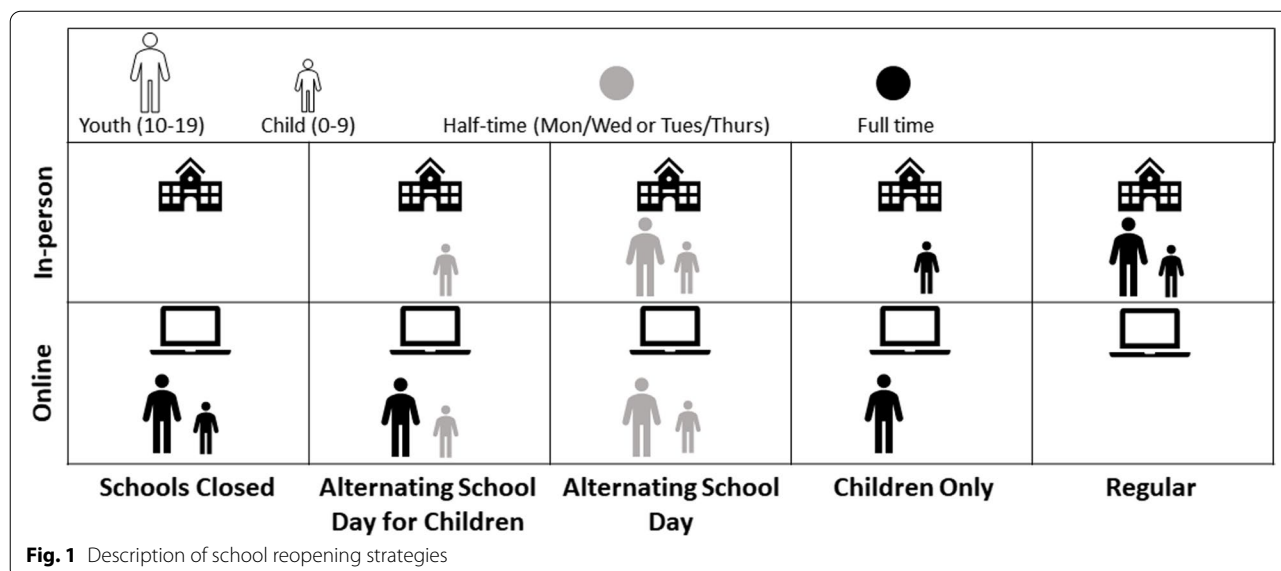 Youth (10-19) Child (0-9) Half-time (Mon/Wed or Tues/Thurs) Full time
In-person
Online
Schools Closed
Alternating School
Day for Children
Alternating School
Day
Children Only
Regular
Fig. 1 Description of school reopening strategies